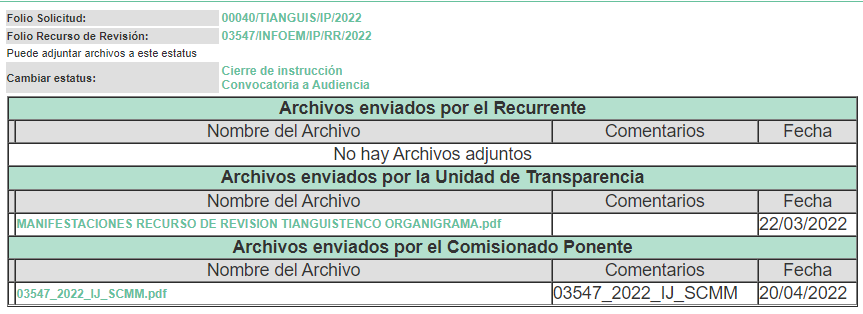 Folio Solicitud: 00040/TIANGUIS/IP/2022
Folio Recurso de Revisión: 03547/INFOEM/IP/RR/2022
Puede adjuntar archivos a este estatus
Cambiar estatus: Cierre de instrucción
Convocatoria a Audiencia
Archivos enviados por el Recurrente
Nombre del Archivo Comentarios Fecha
No hay Archivos adjuntos
Archivos enviados por la Unidad de Transparencia
Nombre del Archivo Comentarios Fecha
MANIFESTACIONES RECURSO DE REVISION TIANGUISTENCO ORGANIGRAMA.pdf 22/03/2022
Archivos enviados por el Comisionado Ponente
Nombre del Archivo Comentarios Fecha
03547_2022_IJ_SCMM.pdf 03547_2022_IJ_SCMM 20/04/2022